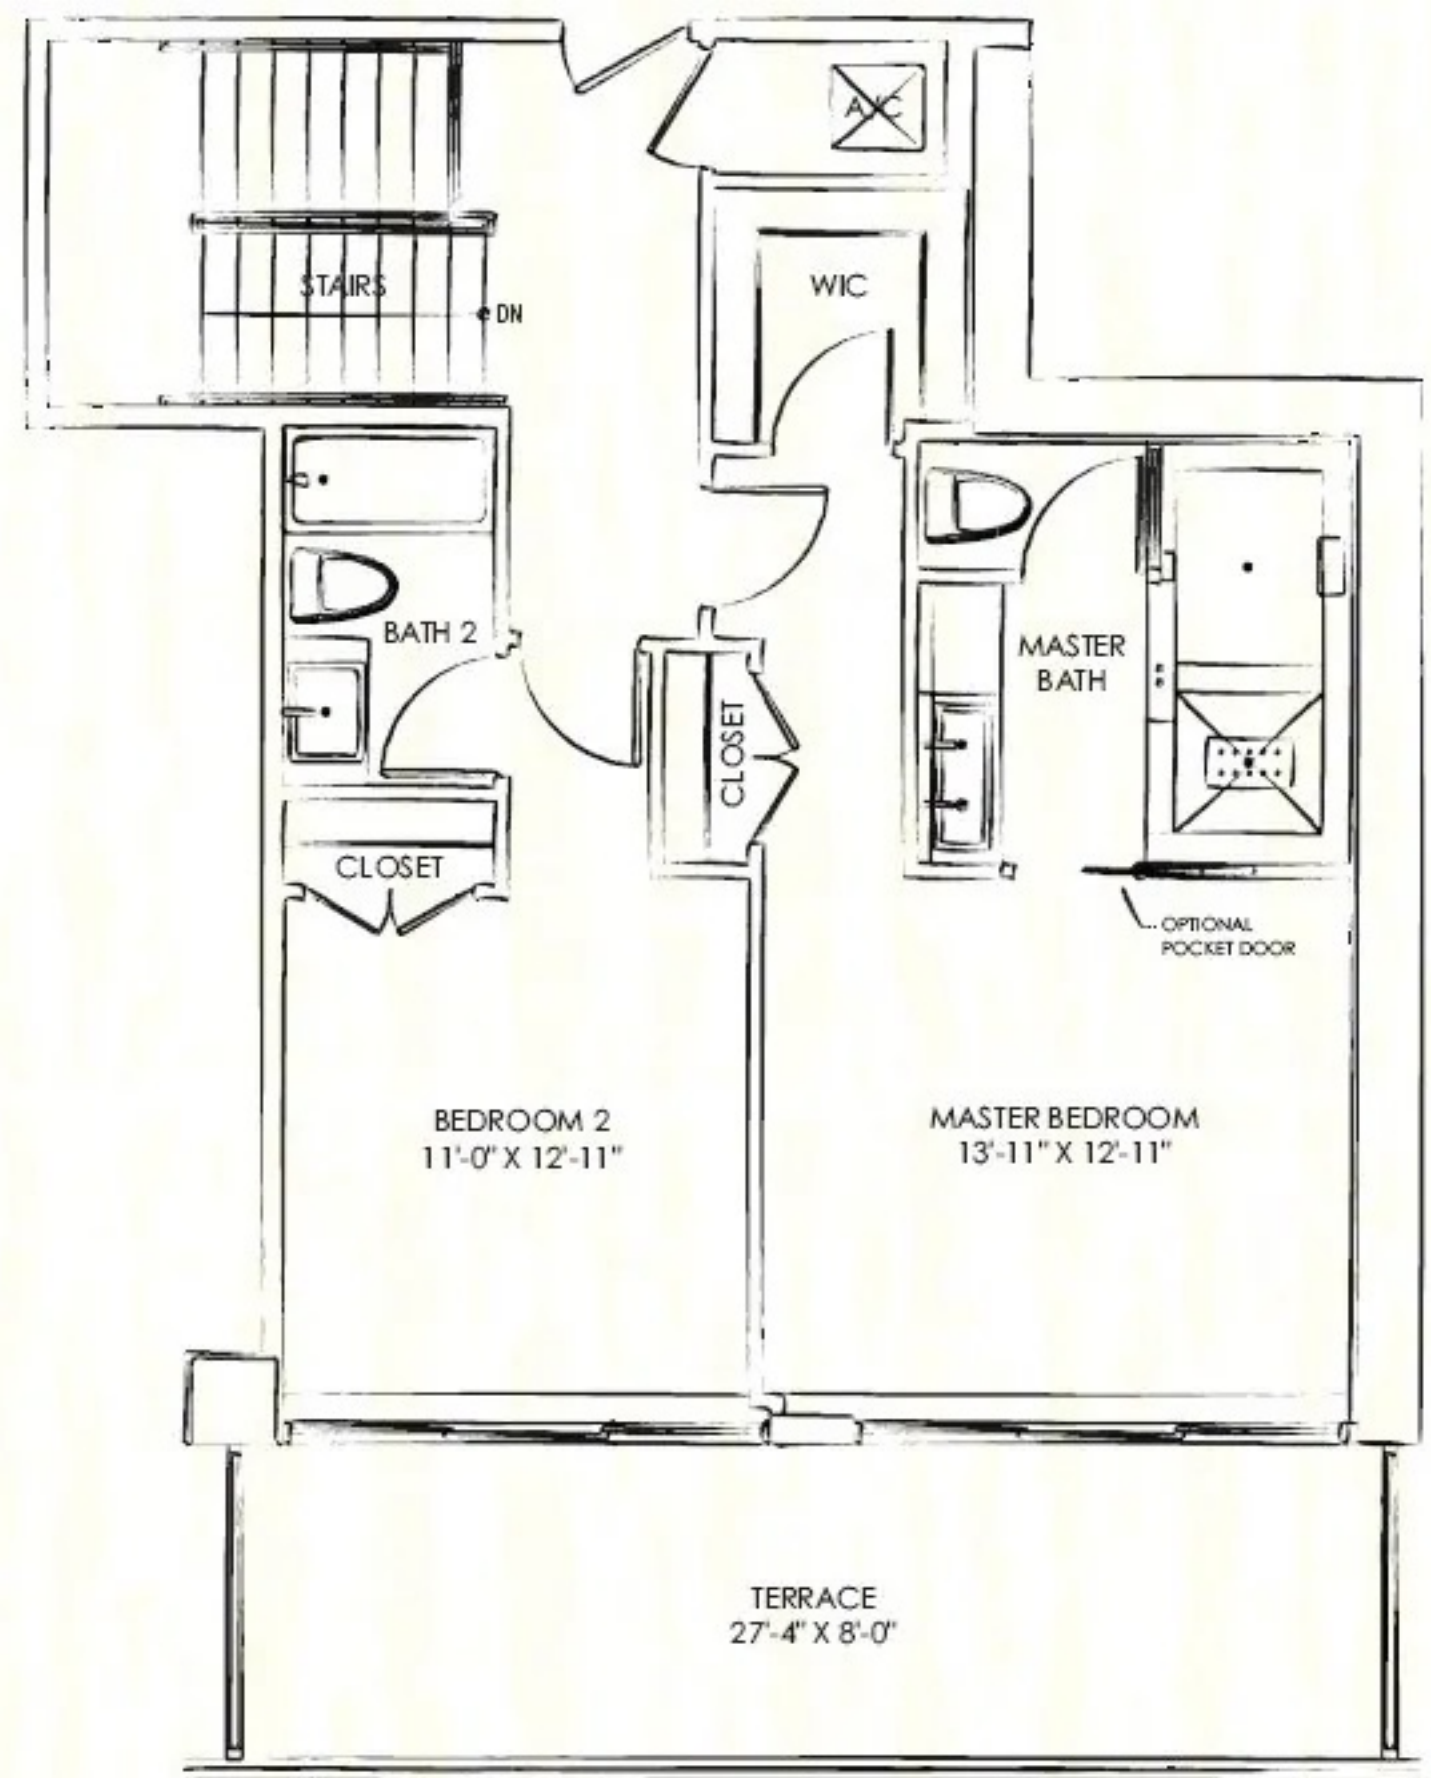 A/C
STAIRS
WIC
DN
BATH 2
MASTER
BATH
CLOSET
CLOSET
OPTIONAL
POCKET DOOR
BEDROOM 2
11'-0" X 12'-11"
MASTER BEDROOM
13'-11" X 12'-11"
TERRACE
27'-4" X 8'-0"